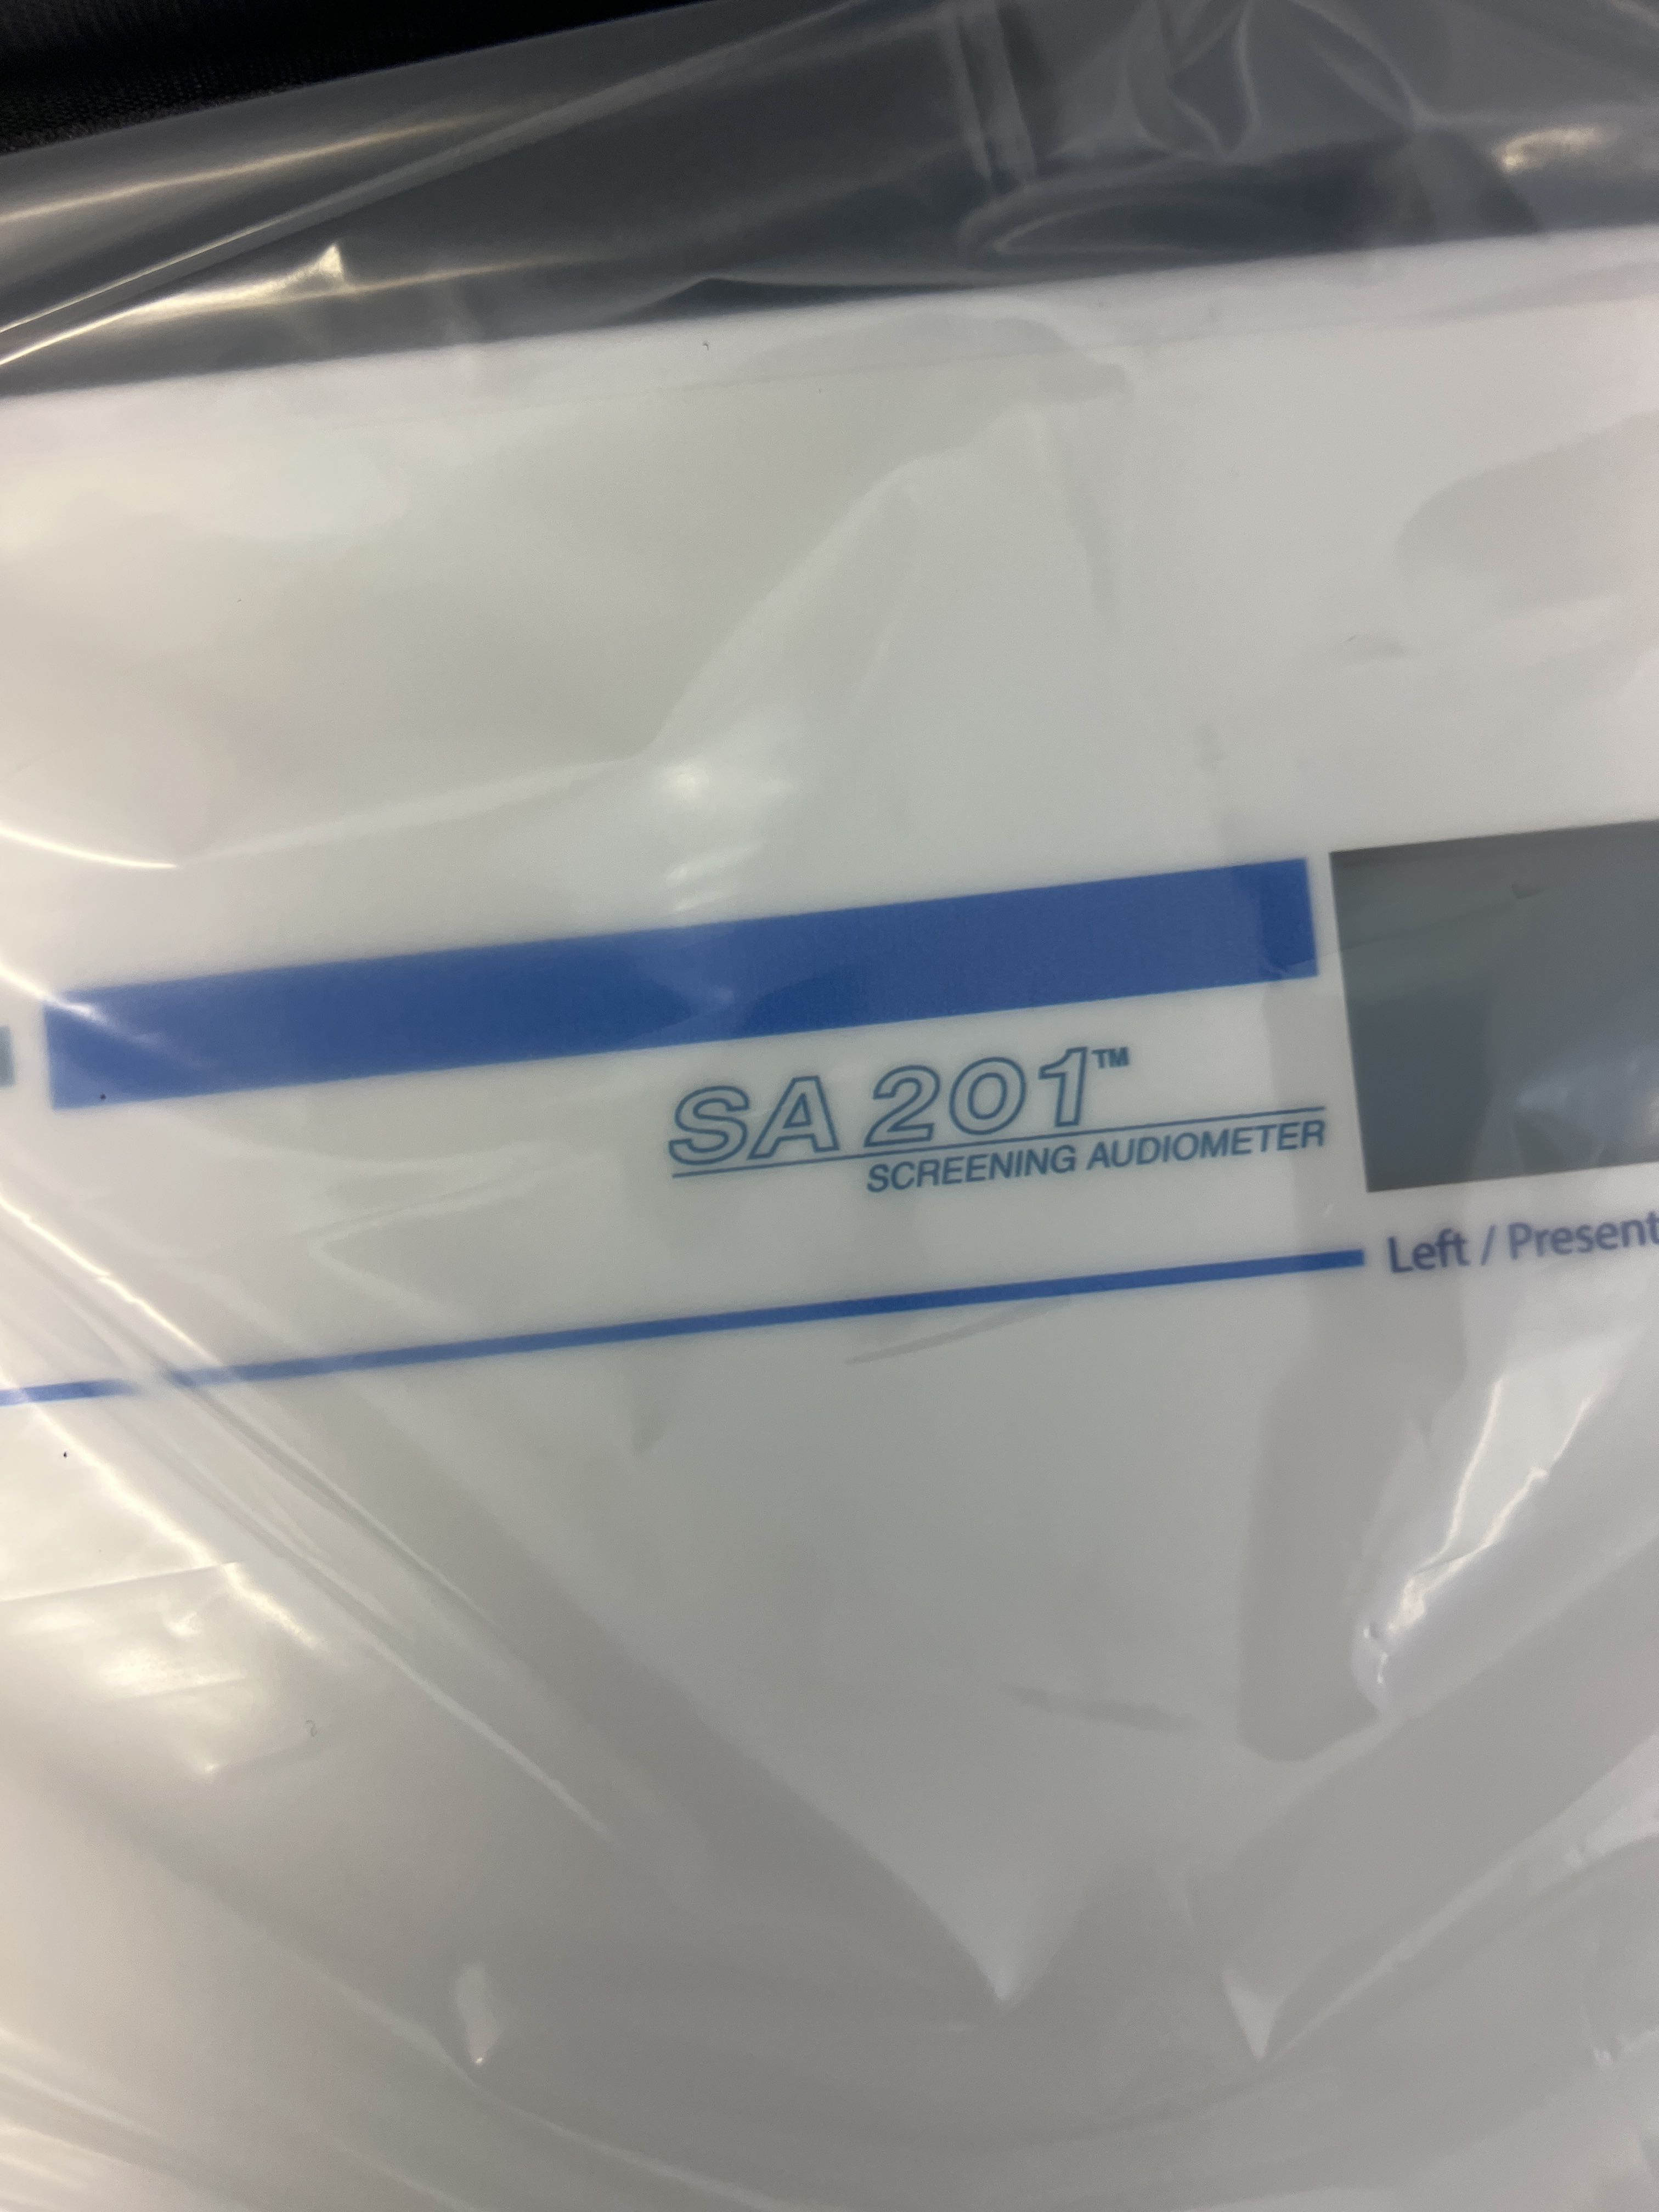 SA 201™
SCREENING AUDIOMETER
Left / Present